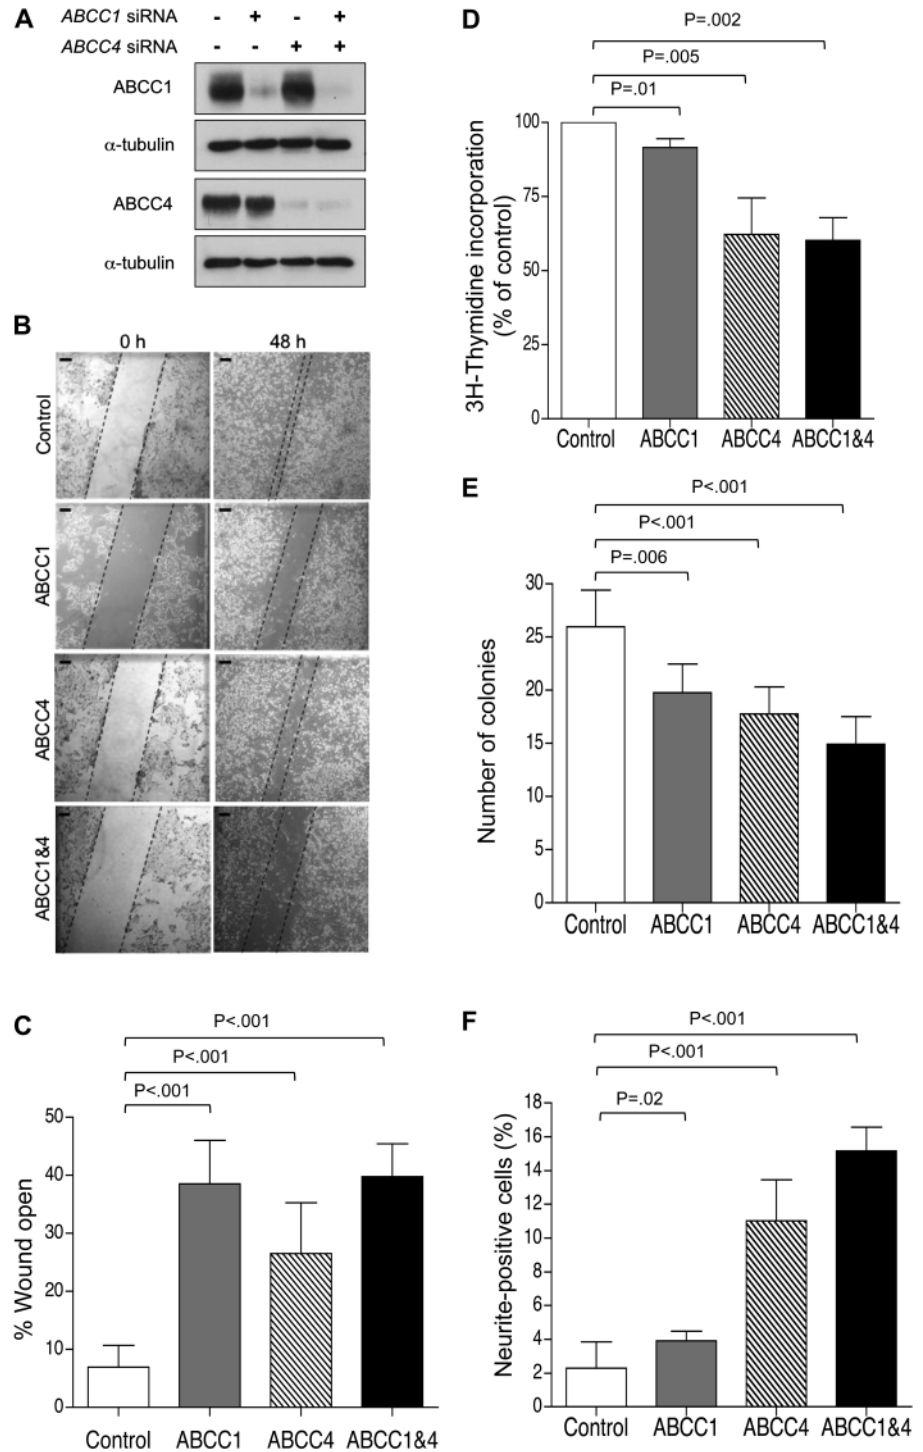 A
ABCC1 siRNA - + - +
ABCC4 siRNA - - + +
ABCC1
α-tubulin
ABCC4
α-tubulin
B
0 h 48 h
Control
ABCC1
ABCC4
ABCC1&4
C
P<.001
P<.001
P<.001
% Wound open
50
40
30
20
10
0
Control ABCC1 ABCC4 ABCC1&4
D
P=.002
P=.005
P=.01
3H-Thymidine incorporation
(% of control)
100
75
50
25
0
Control ABCC1 ABCC4 ABCC1&4
E
P<.001
P<.001
P=.006
Number of colonies
30
25
20
15
10
5
0
Control ABCC1 ABCC4 ABCC1&4
F
P<.001
P<.001
P=.02
Neurite-positive cells (%)
18
16
14
12
10
8
6
4
2
0
Control ABCC1 ABCC4 ABCC1&4